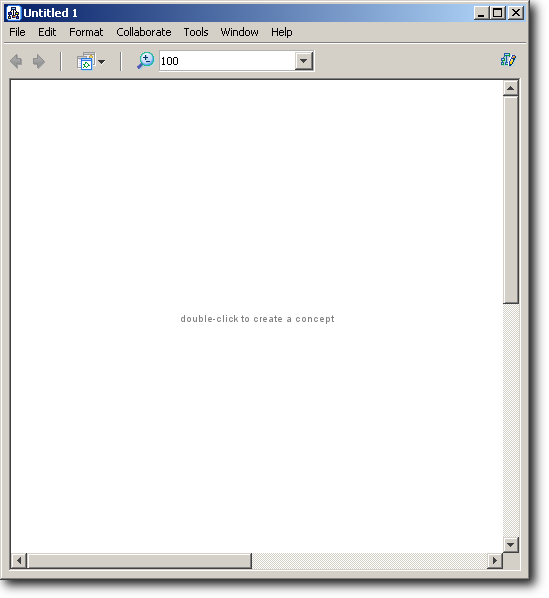 Untitled 1
File Edit Format Collaborate Tools Window Help
100
double-click to create a concept